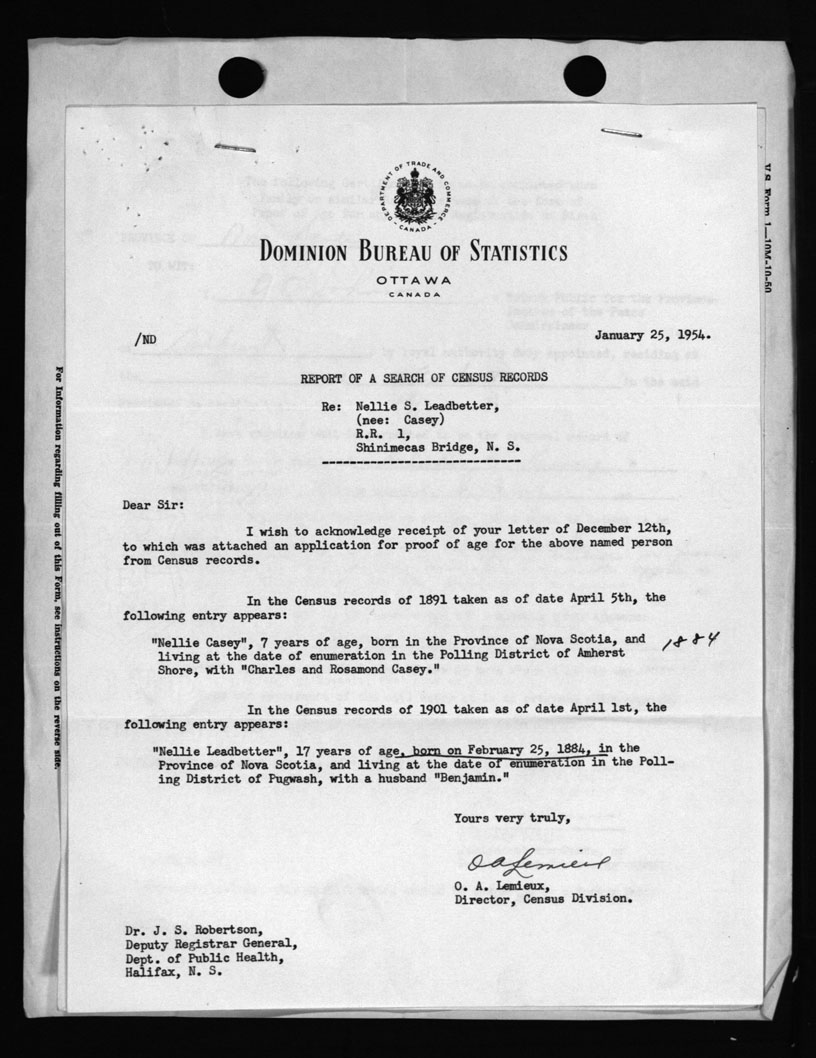 DEPARTMENT OF TRADE AND COMMERCE
CANADA
DOMINION BUREAU OF STATISTICS
OTTAWA
CANADA
/ND
January 25, 1954.
REPORT OF A SEARCH OF CENSUS RECORDS
Re: Nellie S. Leadbetter,
(nee: Casey)
R.R. 1,
Shinimecas Bridge, N. S.
Dear Sir:
I wish to acknowledge receipt of your letter of December 12th,
to which was attached an application for proof of age for the above named person
from Census records.
In the Census records of 1891 taken as of date April 5th, the
following entry appears:
"Nellie Casey", 7 years of age, born in the Province of Nova Scotia, and 1884
living at the date of enumeration in the Polling District of Amherst
Shore, with "Charles and Rosamond Casey."
In the Census records of 1901 taken as of date April 1st, the
following entry appears:
"Nellie Leadbetter", 17 years of age, born on February 25, 1884, in the
Province of Nova Scotia, and living at the date of enumeration in the Poll-
ing District of Pugwash, with a husband "Benjamin."
Yours very truly,
O A Lemieux
O. A. Lemieux,
Director, Census Division.
Dr. J. S. Robertson,
Deputy Registrar General,
Dept. of Public Health,
Halifax, N. S.
For Information regarding filling out of this Form, see instructions on the reverse side.
V.S. Form 1—10M-10-50